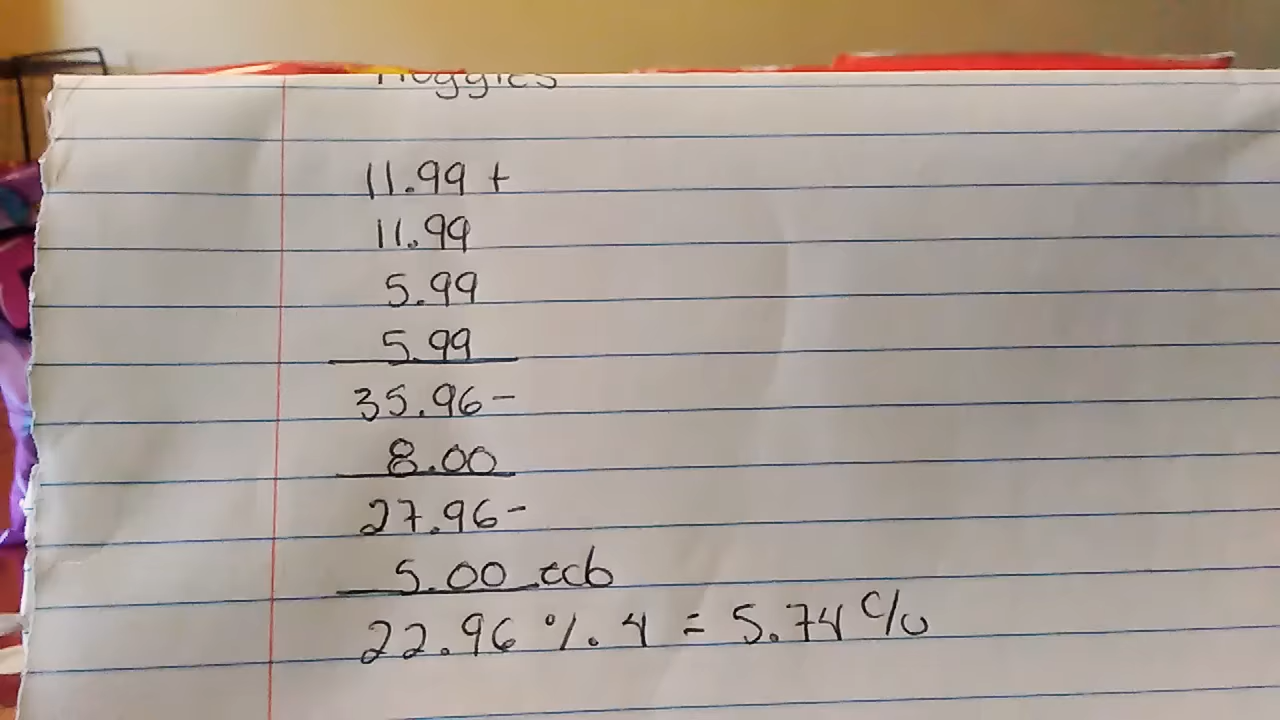 Huggies
11.99 +
11.99
5.99
5.99
35.96 -
8.00
27.96 -
5.00 ecb
22.96 %. 4 = 5.74 c/u